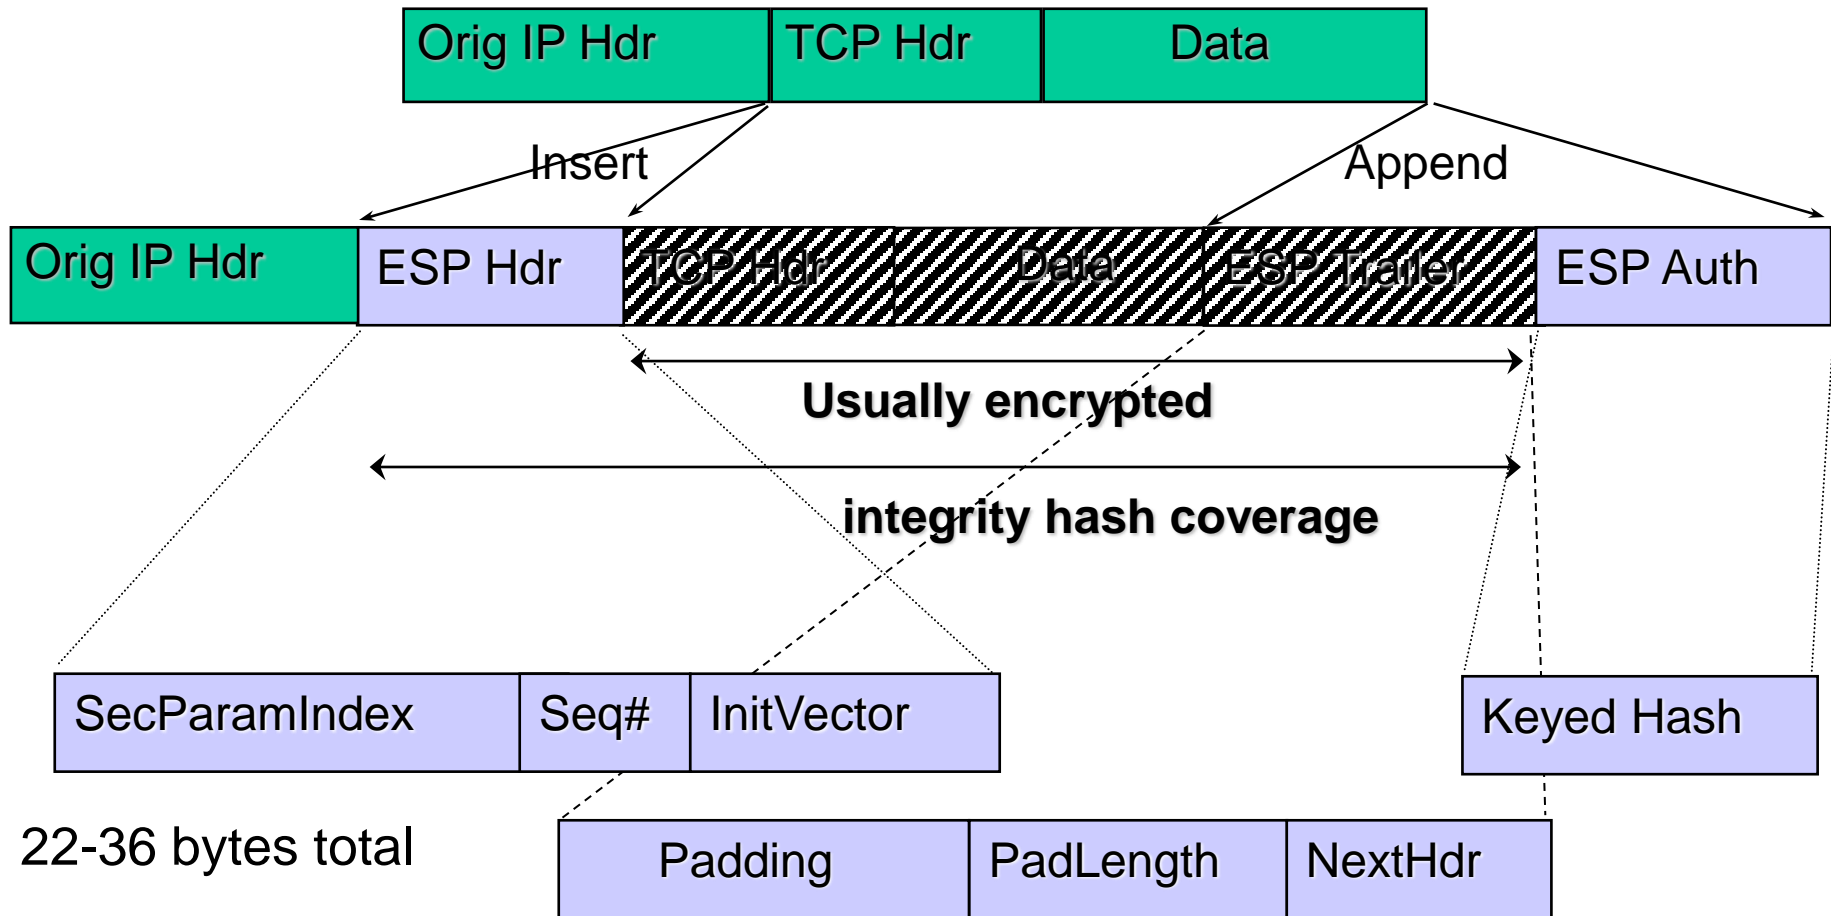 Orig IP Hdr TCP Hdr Data
Insert Append
Orig IP Hdr ESP Hdr TCP Hdr Data ESP Trailer ESP Auth
Usually encrypted
integrity hash coverage
SecParamIndex Seq# InitVector Keyed Hash
22-36 bytes total
Padding PadLength NextHdr